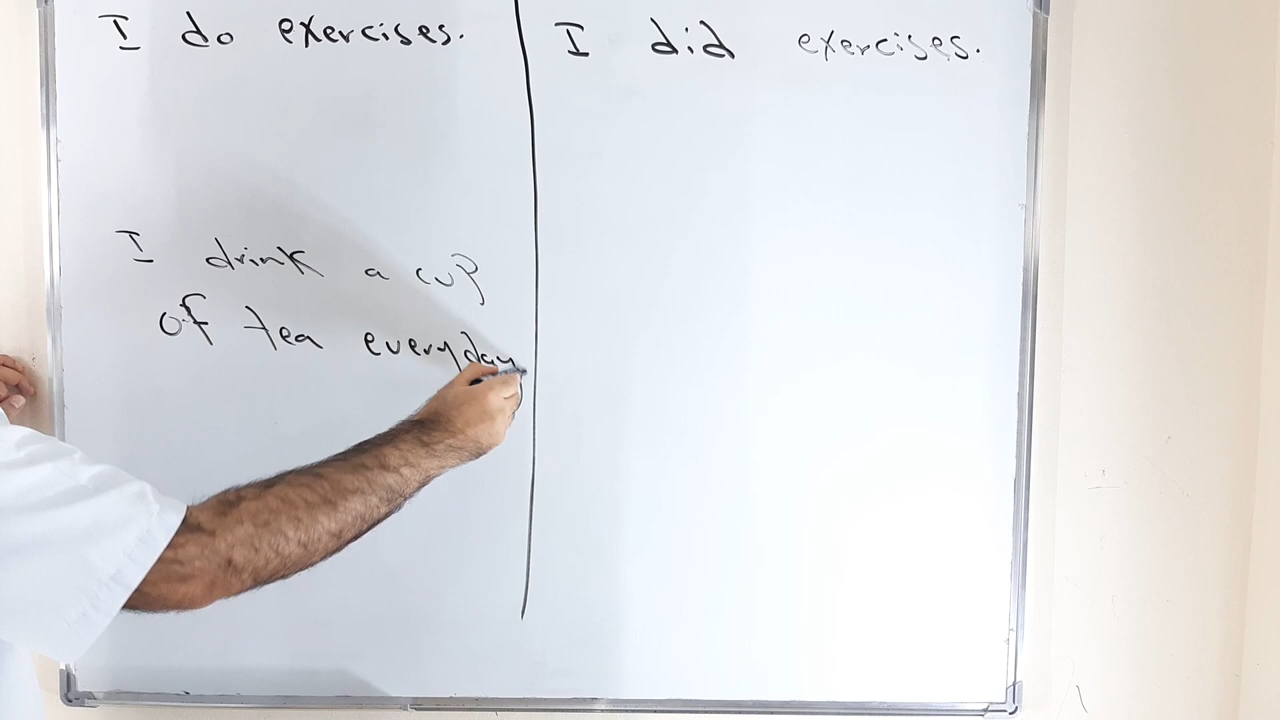 I do exercises.
I drink a cup
of tea everyday
I did exercises.